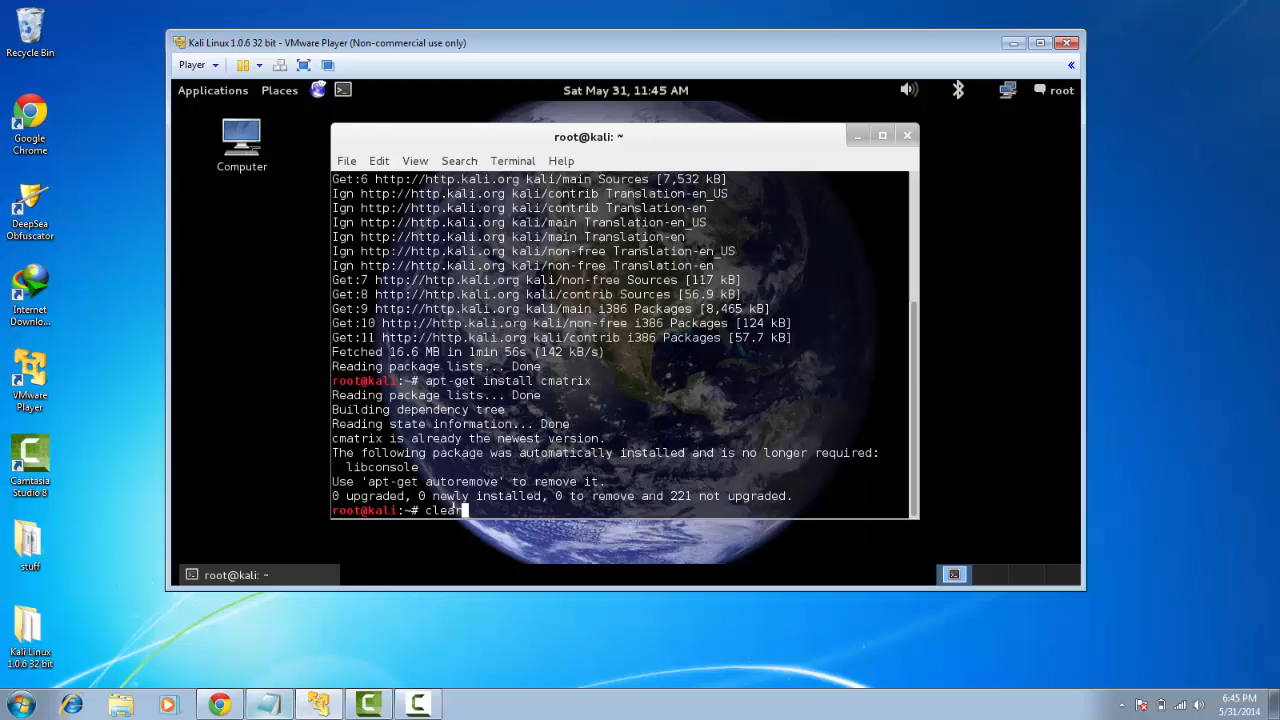 Recycle Bin
Google
Chrome
DeepSea
Obfuscator
Internet
Downlo...
VMware
Player
Camtasia
Studio 8
stuff
Kali Linux
1.0.6 32 bit
Kali Linux 1.0.6 32 bit - VMware Player (Non-commercial use only)
Player
Applications Places Sat May 31, 11:45 AM root
Computer
root@kali: ~
File Edit View Search Terminal Help
Get:6 http://http.kali.org kali/main Sources [7,532 kB]
Ign http://http.kali.org kali/contrib Translation-en_US
Ign http://http.kali.org kali/contrib Translation-en
Ign http://http.kali.org kali/main Translation-en_US
Ign http://http.kali.org kali/main Translation-en
Ign http://http.kali.org kali/non-free Translation-en_US
Ign http://http.kali.org kali/non-free Translation-en
Get:7 http://http.kali.org kali/non-free Sources [117 kB]
Get:8 http://http.kali.org kali/contrib Sources [56.9 kB]
Get:9 http://http.kali.org kali/main i386 Packages [8,465 kB]
Get:10 http://http.kali.org kali/non-free i386 Packages [124 kB]
Get:11 http://http.kali.org kali/contrib i386 Packages [57.7 kB]
Fetched 16.6 MB in 1min 56s (142 kB/s)
Reading package lists... Done
root@kali:~# apt-get install cmatrix
Reading package lists... Done
Building dependency tree
Reading state information... Done
cmatrix is already the newest version.
The following package was automatically installed and is no longer required:
libconsole
Use 'apt-get autoremove' to remove it.
0 upgraded, 0 newly installed, 0 to remove and 221 not upgraded.
root@kali:~# clear
root@kali: ~
6:45 PM
5/31/2014